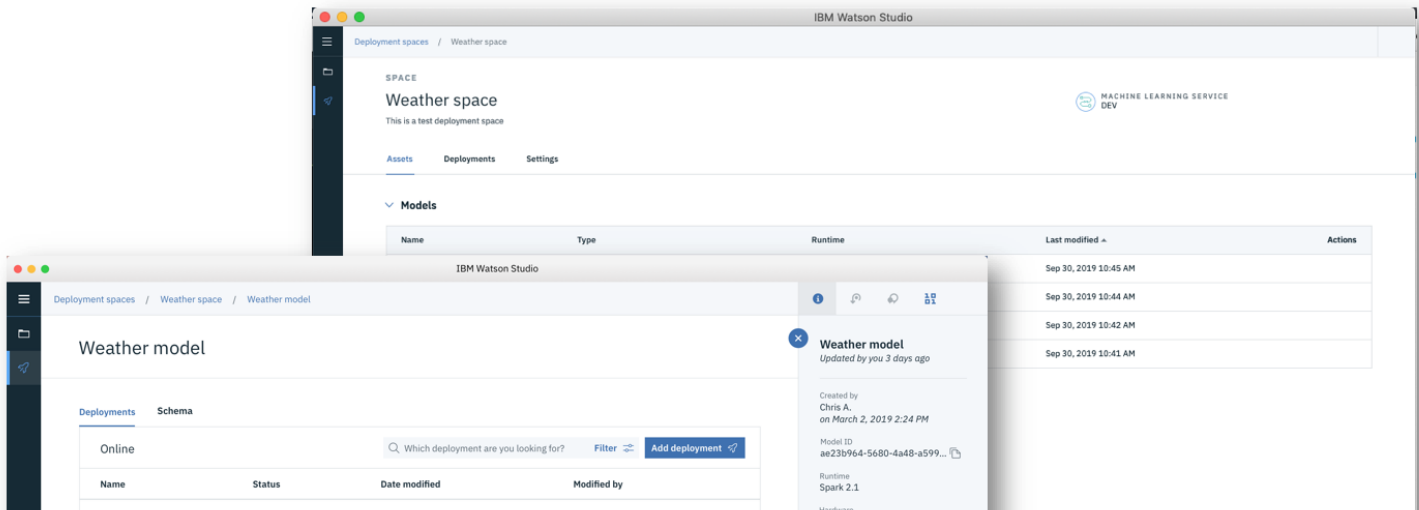 IBM Watson Studio
Deployment spaces / Weather space
SPACE
Weather space
This is a test deployment space
MACHINE LEARNING SERVICE
DEV
Assets Deployments Settings
Models
Name Type Runtime Last modified Actions
Sep 30, 2019 10:45 AM
Sep 30, 2019 10:44 AM
Sep 30, 2019 10:42 AM
Sep 30, 2019 10:41 AM
IBM Watson Studio
Deployment spaces / Weather space / Weather model
Weather model
Deployments Schema
Online Which deployment are you looking for? Filter Add deployment
Name Status Date modified Modified by
Weather model
Updated by you 3 days ago
Created by
Chris A.
on March 2, 2019 2:24 PM
Model ID
ae23b964-5680-4a48-a599...
Runtime
Spark 2.1
Hardware